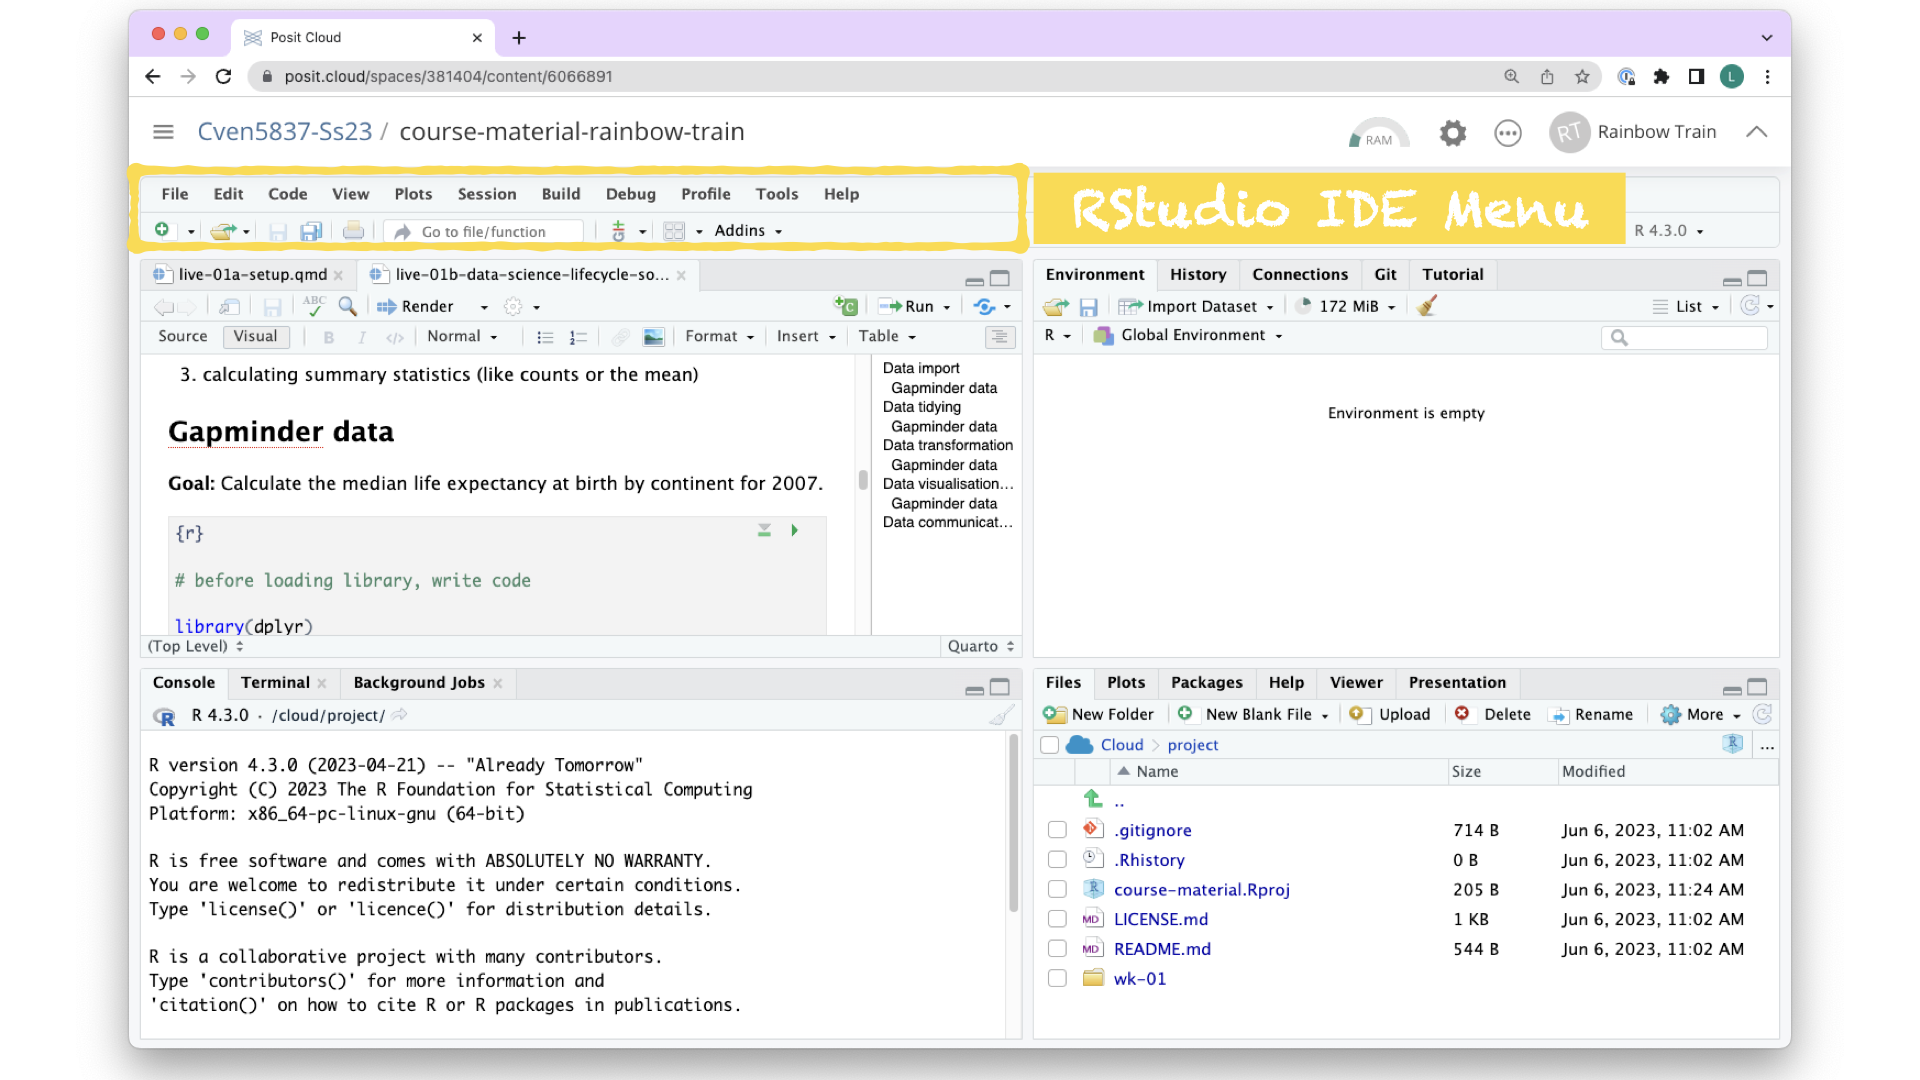 Posit Cloud
posit.cloud/spaces/381404/content/6066891
L
Cven5837-Ss23 / course-material-rainbow-train
RAM
RT
Rainbow Train
File Edit Code View Plots Session Build Debug Profile Tools Help
RStudio IDE Menu
Go to file/function
Addins
R 4.3.0
live-01a-setup.qmd
live-01b-data-science-lifecycle-so...
ABC
Render
Run
Source Visual
B I </> Normal
Format Insert Table
3. calculating summary statistics (like counts or the mean)
Gapminder data
Goal: Calculate the median life expectancy at birth by continent for 2007.
{r}
# before loading library, write code
library(dplyr)
(Top Level)
Quarto
Data import
Gapminder data
Data tidying
Gapminder data
Data transformation
Gapminder data
Data visualisation...
Gapminder data
Data communicat...
Environment History Connections Git Tutorial
Import Dataset
172 MiB
List
R
Global Environment
Environment is empty
Console Terminal Background Jobs
R 4.3.0 · /cloud/project/
R version 4.3.0 (2023-04-21) -- "Already Tomorrow"
Copyright (C) 2023 The R Foundation for Statistical Computing
Platform: x86_64-pc-linux-gnu (64-bit)
R is free software and comes with ABSOLUTELY NO WARRANTY.
You are welcome to redistribute it under certain conditions.
Type 'license()' or 'licence()' for distribution details.
R is a collaborative project with many contributors.
Type 'contributors()' for more information and
'citation()' on how to cite R or R packages in publications.
Files Plots Packages Help Viewer Presentation
New Folder New Blank File Upload Delete Rename More
Cloud > project
...
Name Size Modified
..
.gitignore 714 B Jun 6, 2023, 11:02 AM
.Rhistory 0 B Jun 6, 2023, 11:02 AM
course-material.Rproj 205 B Jun 6, 2023, 11:24 AM
MD LICENSE.md 1 KB Jun 6, 2023, 11:02 AM
MD README.md 544 B Jun 6, 2023, 11:02 AM
wk-01